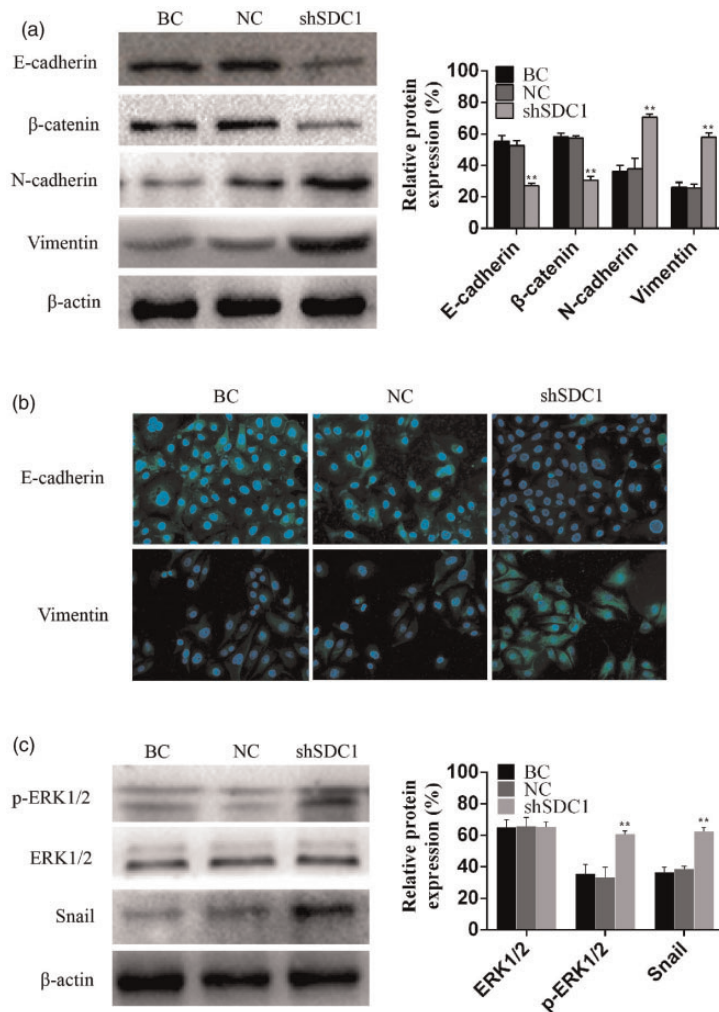 (a)
BC NC shSDC1
E-cadherin
β-catenin
N-cadherin
Vimentin
β-actin
Relative protein
expression (%)
100
80
60
40
20
0
BC
NC
shSDC1
**
**
**
**
E-cadherin
β-catenin
N-cadherin
Vimentin
(b)
BC NC shSDC1
E-cadherin
Vimentin
(c)
BC NC shSDC1
p-ERK1/2
ERK1/2
Snail
β-actin
Relative protein
expression (%)
100
80
60
40
20
0
BC
NC
shSDC1
**
**
ERK1/2
p-ERK1/2
Snail